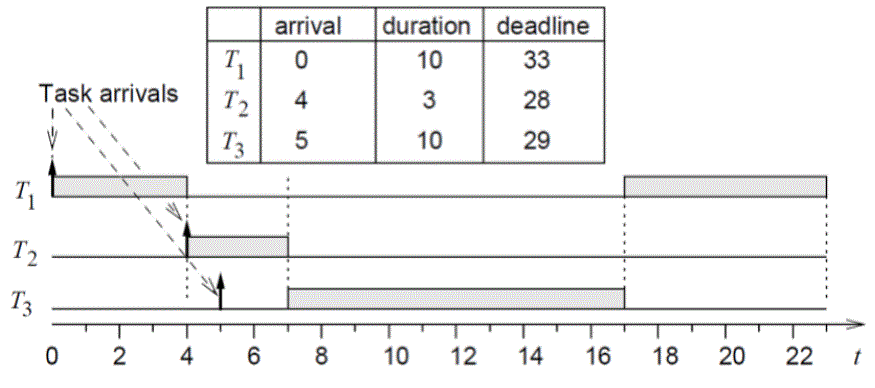 arrival duration deadline
T1 0 10 33
T2 4 3 28
T3 5 10 29
Task arrivals
T1
T2
T3
0 2 4 6 8 10 12 14 16 18 20 22 t